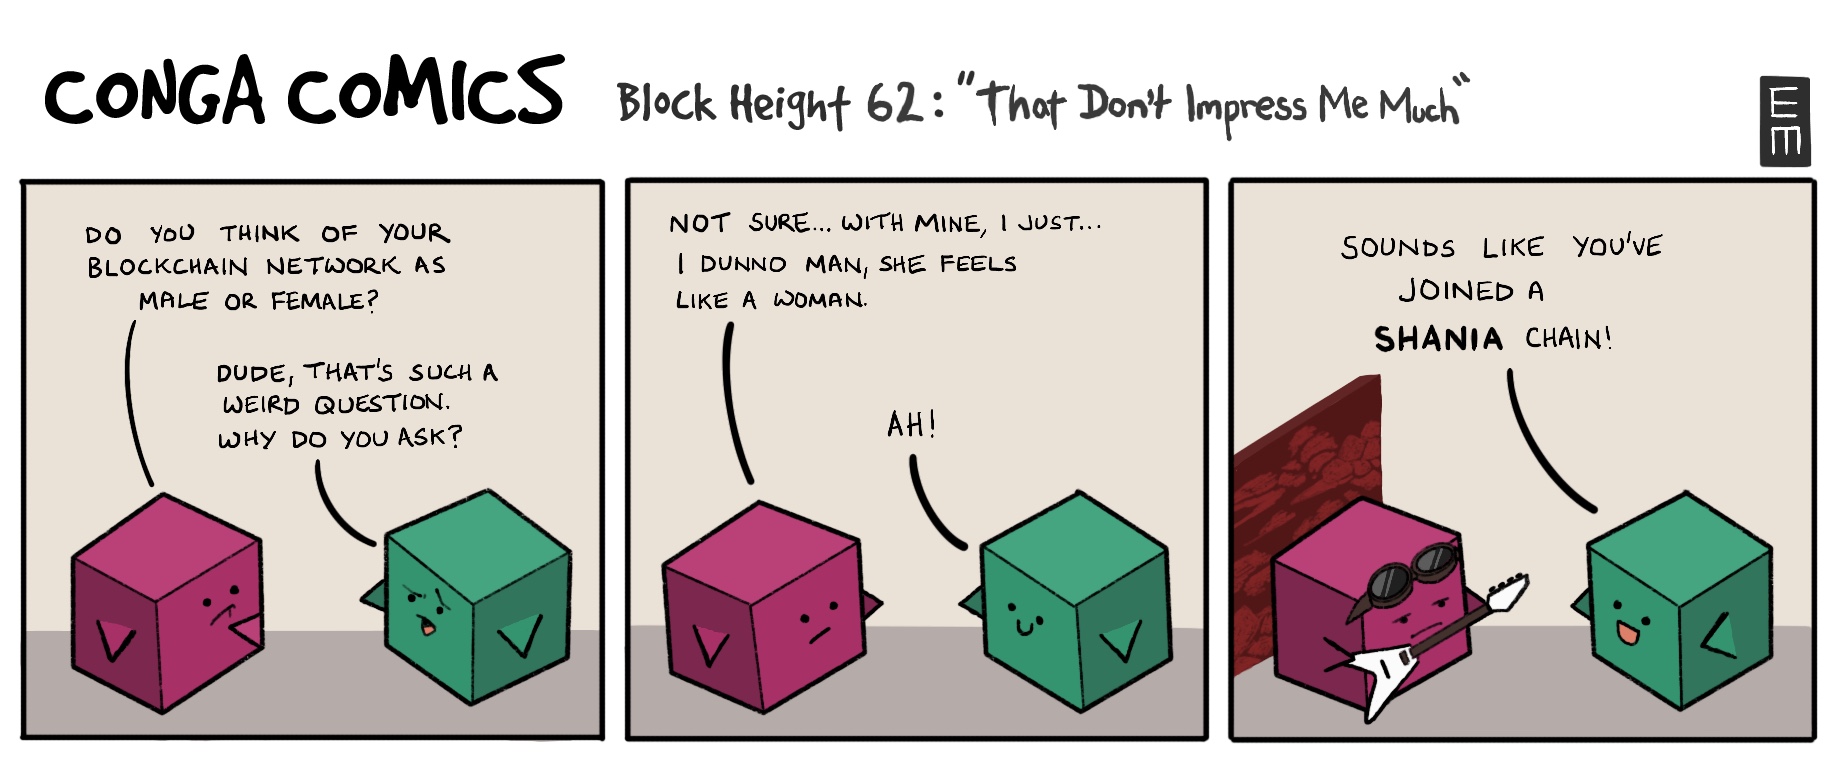 CONGA COMICS Block Height 62: "That Don't Impress Me Much"
EM
DO YOU THINK OF YOUR
BLOCKCHAIN NETWORK AS
MALE OR FEMALE?
DUDE, THAT'S SUCH A
WEIRD QUESTION.
WHY DO YOU ASK?
NOT SURE... WITH MINE, I JUST...
I DUNNO MAN, SHE FEELS
LIKE A WOMAN.
AH!
SOUNDS LIKE YOU'VE
JOINED A
SHANIA CHAIN!